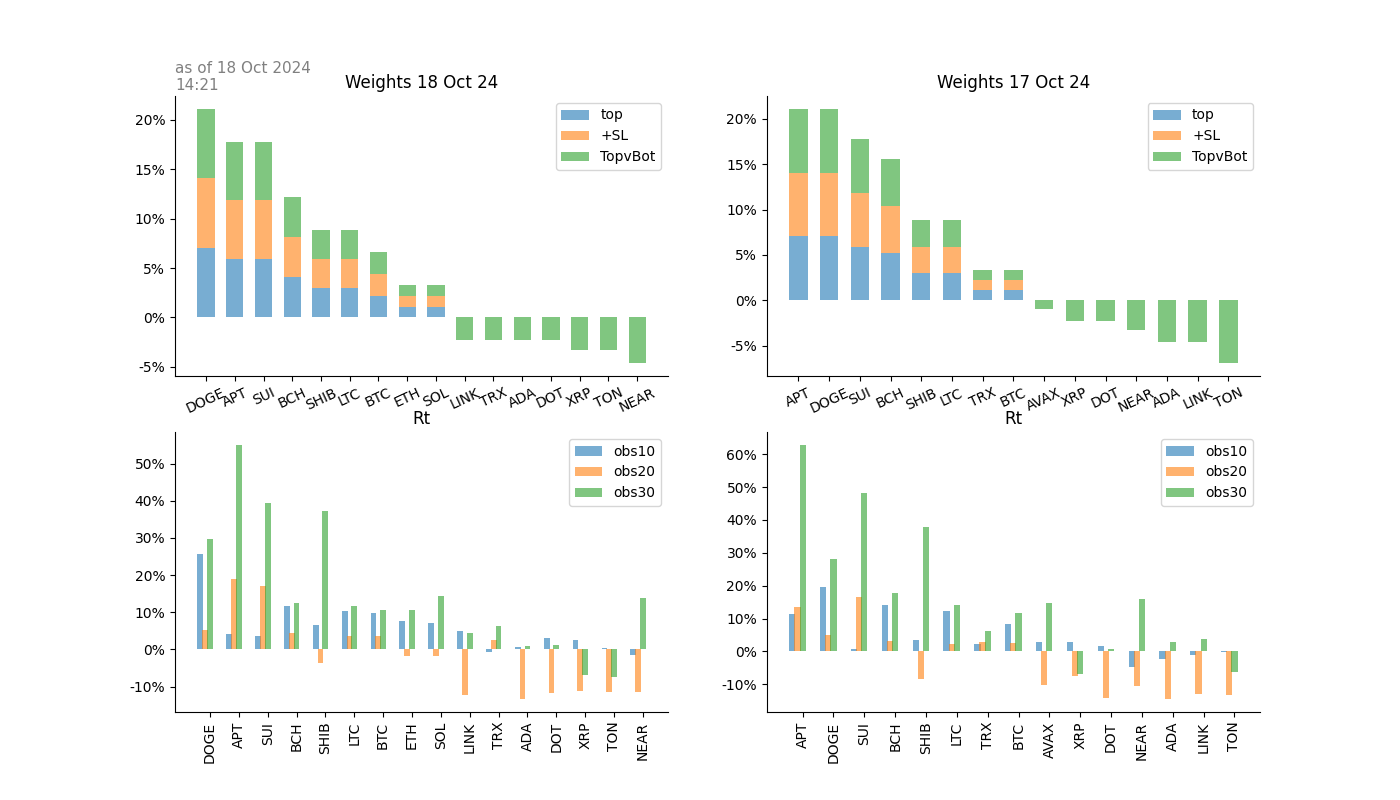 as of 18 Oct 2024
14:21
Weights 18 Oct 24
20%
15%
10%
5%
0%
-5%
top
+SL
TopvBot
DOGE APT SUI BCH SHIB LTC BTC ETH SOL LINK TRX ADA DOT XRP TON NEAR
Weights 17 Oct 24
20%
15%
10%
5%
0%
-5%
top
+SL
TopvBot
APT DOGE SUI BCH SHIB LTC TRX BTC AVAX XRP DOT NEAR ADA LINK TON
Rt
50%
40%
30%
20%
10%
0%
-10%
obs10
obs20
obs30
DOGE APT SUI BCH SHIB LTC BTC ETH SOL LINK TRX ADA DOT XRP TON NEAR
Rt
60%
50%
40%
30%
20%
10%
0%
-10%
obs10
obs20
obs30
APT DOGE SUI BCH SHIB LTC TRX BTC AVAX XRP DOT NEAR ADA LINK TON